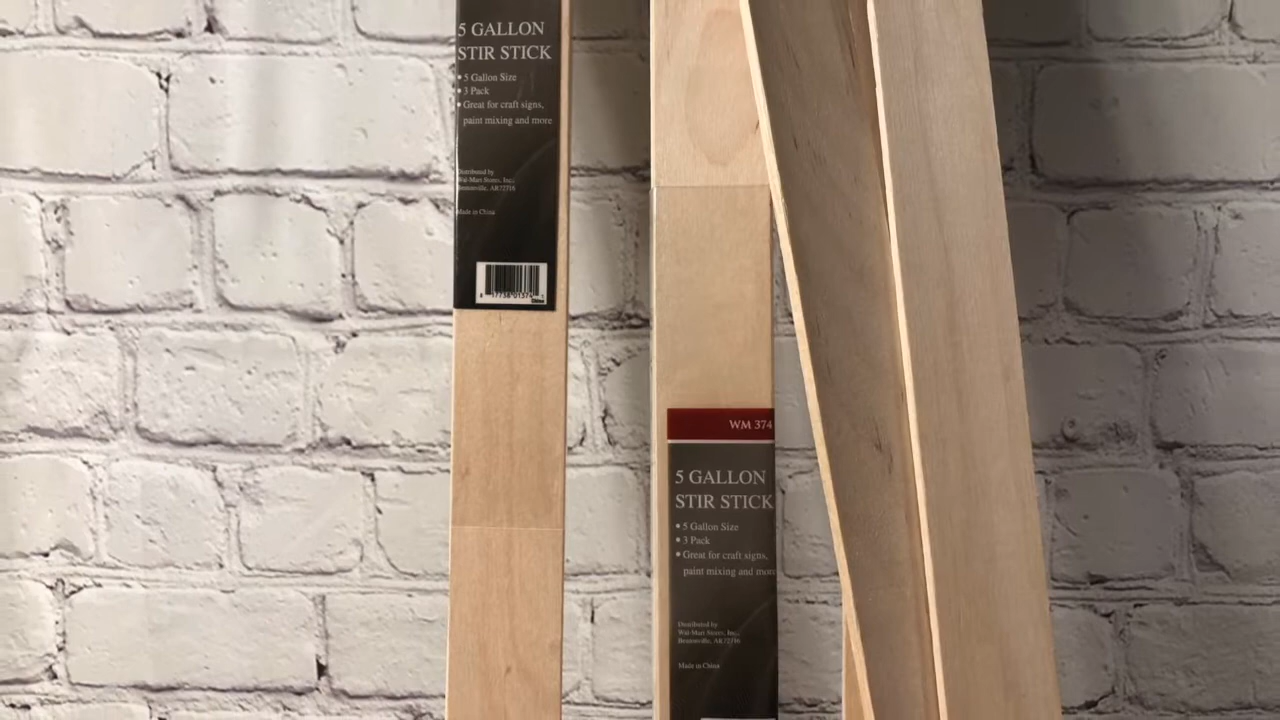 5 GALLON
STIR STICK
• 5 Gallon Size
• 3 Pack
• Great for craft signs,
paint mixing and more
Distributed by
Wal-Mart Stores, Inc.,
Bentonville, AR72716
Made in China
China
WM 374
5 GALLON
STIR STICK
• 5 Gallon Size
• 3 Pack
• Great for craft signs,
paint mixing and more
Distributed by
Wal-Mart Stores, Inc.,
Bentonville, AR72716
Made in China